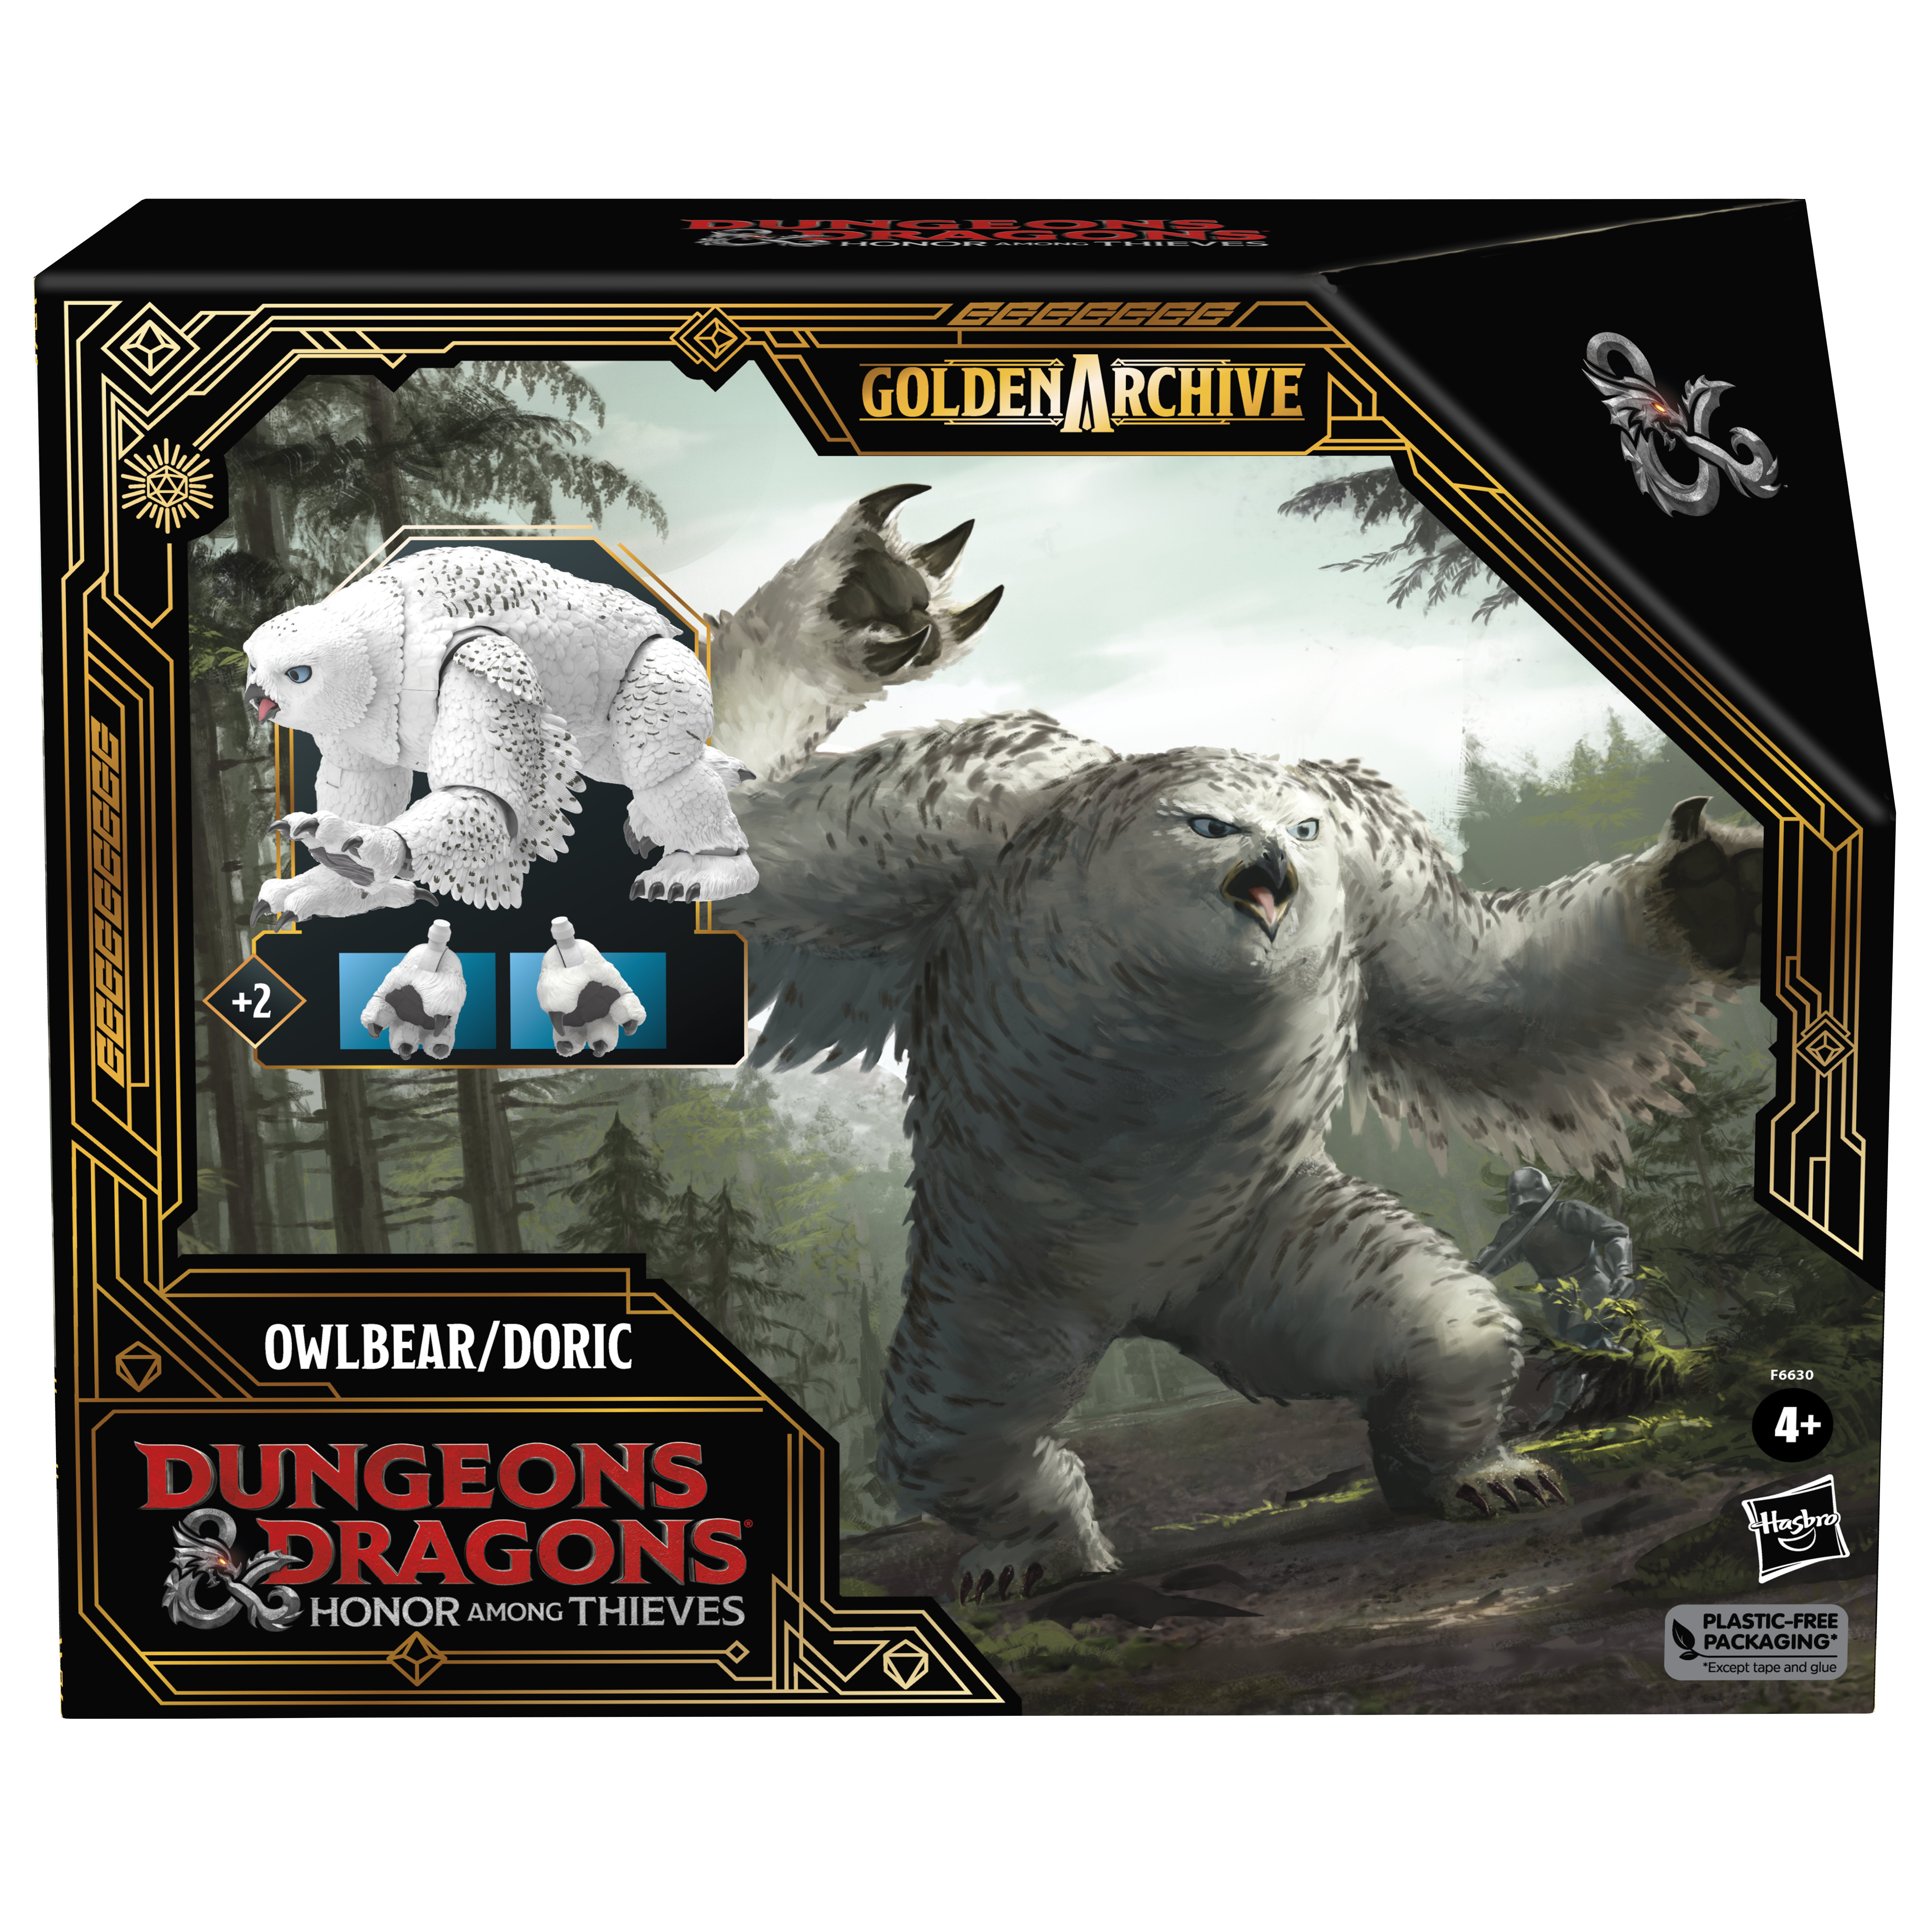 DUNGEONS
& DRAGONS
HONOR AMONG THIEVES
GOLDEN ARCHIVE
+2
OWLBEAR/DORIC
DUNGEONS
& DRAGONS®
HONOR AMONG THIEVES
F6630
4+
Hasbro
PLASTIC-FREE
PACKAGING*
*Except tape and glue